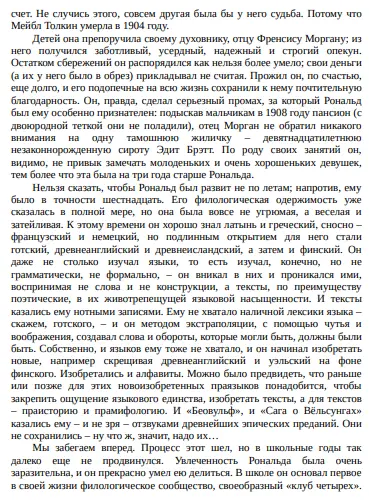 счет. Не случись этого, совсем другая была бы у него судьба. Потому что
Мейбл Толкин умерла в 1904 году.
Детей она препоручила своему духовнику, отцу Френсису Моргану; из
него получился заботливый, усердный, надежный и строгий опекун.
Остатком сбережений он распорядился как нельзя более умело; свои деньги
(а их у него было в обрез) прикладывал не считая. Прожил он, по счастью,
еще долго, и его подопечные на всю жизнь сохранили к нему почтительную
благодарность. Он, правда, сделал серьезный промах, за который Рональд
был ему особенно признателен: подыскав мальчикам в 1908 году пансион (с
двоюродной теткой они не поладили), отец Морган не обратил никакого
внимания на одну тамошнюю жиличку – девятнадцатилетнюю
незаконнорожденную сироту Эдит Брэтт. По роду своих занятий он,
видимо, не привык замечать молоденьких и очень хорошеньких девушек,
тем более что эта была на три года старше Рональда.
Нельзя сказать, чтобы Рональд был развит не по летам; напротив, ему
было в точности шестнадцать. Его филологическая одержимость уже
сказалась в полной мере, но она была вовсе не угрюмая, а веселая и
затейливая. К этому времени он хорошо знал латынь и греческий, сносно –
французский и немецкий, но подлинным открытием для него стали
готский, древнеанглийский и древнеисландский, а затем и финский. Он
даже не столько изучал языки, то есть изучал, конечно, но не
грамматически, не формально, – он вникал в них и проникался ими,
воспринимая не слова и не конструкции, а тексты, по преимуществу
поэтические, в их животрепещущей языковой насыщенности. И тексты
казались ему нотными записями. Ему не хватало наличной лексики языка –
скажем, готского, – и он методом экстраполяции, с помощью чутья и
воображения, создавал слова и обороты, которые могли быть, должны были
быть. Собственно, и языков ему тоже не хватало, и он начинал изобретать
новые, например скрещивая древнеанглийский и уэльский на фоне
финского. Изобретались и алфавиты. Можно было предвидеть, что раньше
или позже для этих новоизобретенных праязыков понадобится, чтобы
закрепить ощущение языкового единства, изобретать тексты, а для текстов
– праисторию и прамифологию. И «Беовульф», и «Сага о Вёльсунгах»
казались ему – и не зря – отзвуками древнейших эпических преданий. Они
не сохранились – ну что ж, значит, надо их…
Мы забегаем вперед. Процесс этот шел, но в школьные годы так
далеко еще не продвинулся. Увлеченность Рональда была очень
заразительна, и он прекрасно умел ею делиться. В школе он основал первое
в своей жизни филологическое сообщество, своеобразный «клуб четырех».